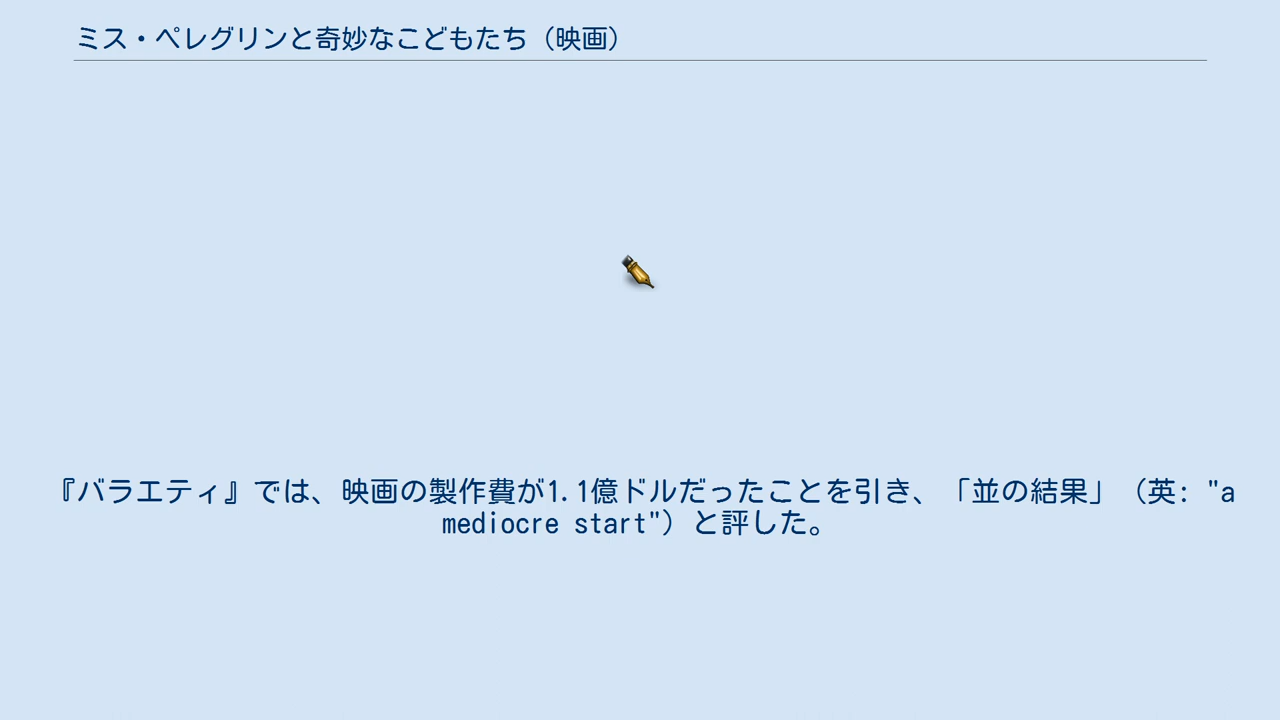 ミス・ペレグリンと奇妙なこどもたち（映画）
『バラエティ』では、映画の製作費が1.1億ドルだったことを引き、「並の結果」（英: "a
mediocre start"）と評した。